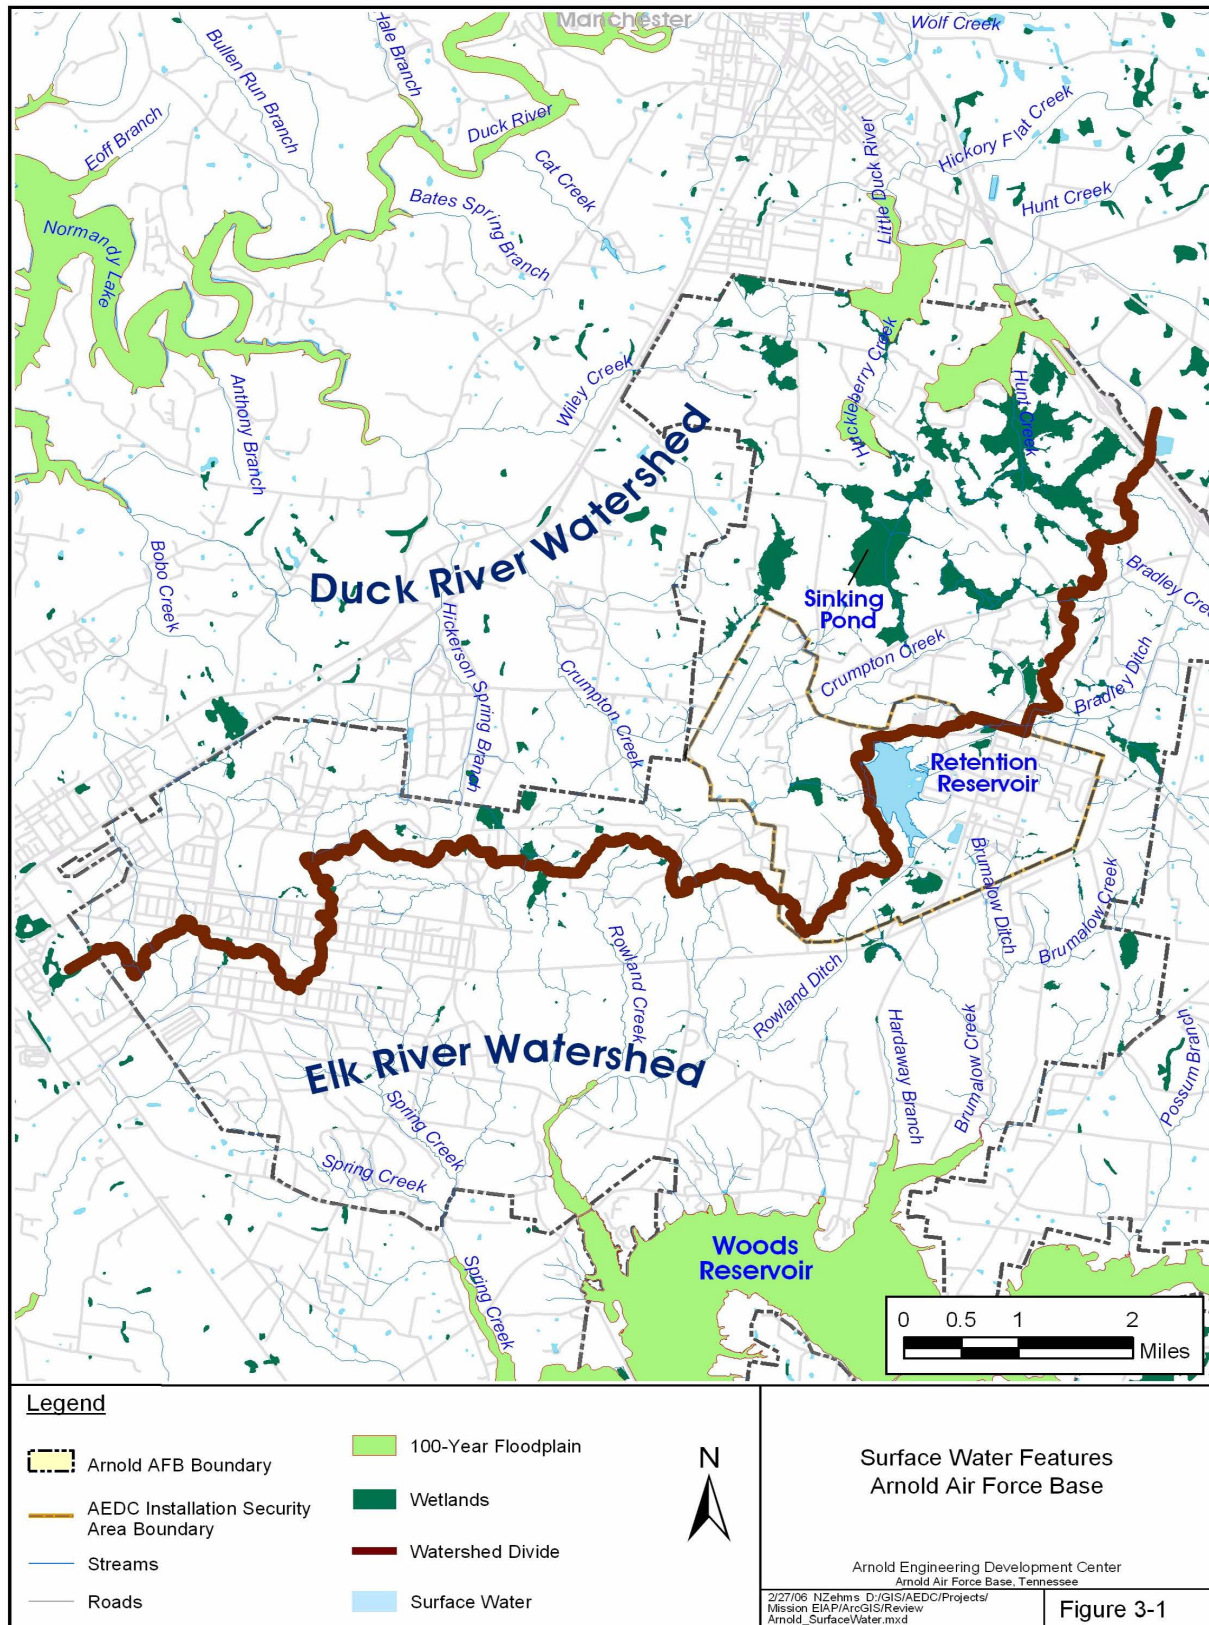 Manchester
Wolf Creek
Hale Branch
Bullen Run Branch
Duck River
Eoff Branch
Cat Creek
Little Duck River
Hickory Flat Creek
Hunt Creek
Bates Spring Branch
Normandy Lake
Huckleberry Creek
Hunt Creek
Wiley Creek
Anthony Branch
Duck River Watershed
Bobo Creek
Hickerson Spring Branch
Crumpton Creek
Sinking
Pond
Crumpton Creek
Bradley Cree
Bradley Ditch
Retention
Reservoir
Brumalow Ditch
Brumalow Creek
Rowland Creek
Rowland Ditch
Elk River Watershed
Hardaway Branch
Brumalow Creek
Possum Branch
Spring Creek
Spring Creek
Spring Creek
Woods
Reservoir
0 0.5 1 2
Miles
Legend
Arnold AFB Boundary
AEDC Installation Security
Area Boundary
Streams
Roads
100-Year Floodplain
Wetlands
Watershed Divide
Surface Water
N
Surface Water Features
Arnold Air Force Base
Arnold Engineering Development Center
Arnold Air Force Base, Tennessee
2/27/06 NZehms D:/GIS/AEDC/Projects/
Mission EIAP/ArcGIS/Review
Arnold_SurfaceWater.mxd
Figure 3-1